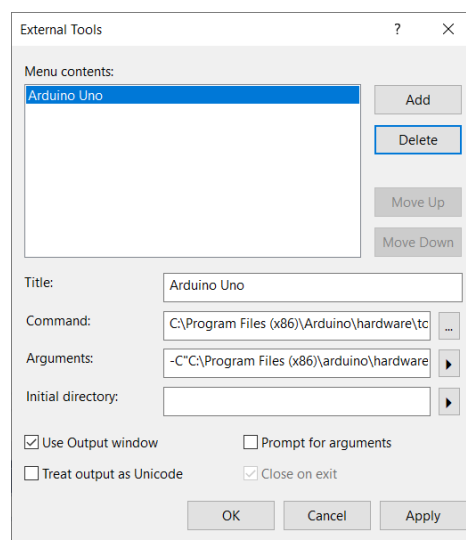 External Tools
?
Menu contents:
Arduino Uno
Add
Delete
Move Up
Move Down
Title:
Arduino Uno
Command:
C:\Program Files (x86)\Arduino\hardware\tc
...
Arguments:
-C"C:\Program Files (x86)\arduino\hardware
Initial directory:
Use Output window
Prompt for arguments
Treat output as Unicode
Close on exit
OK
Cancel
Apply